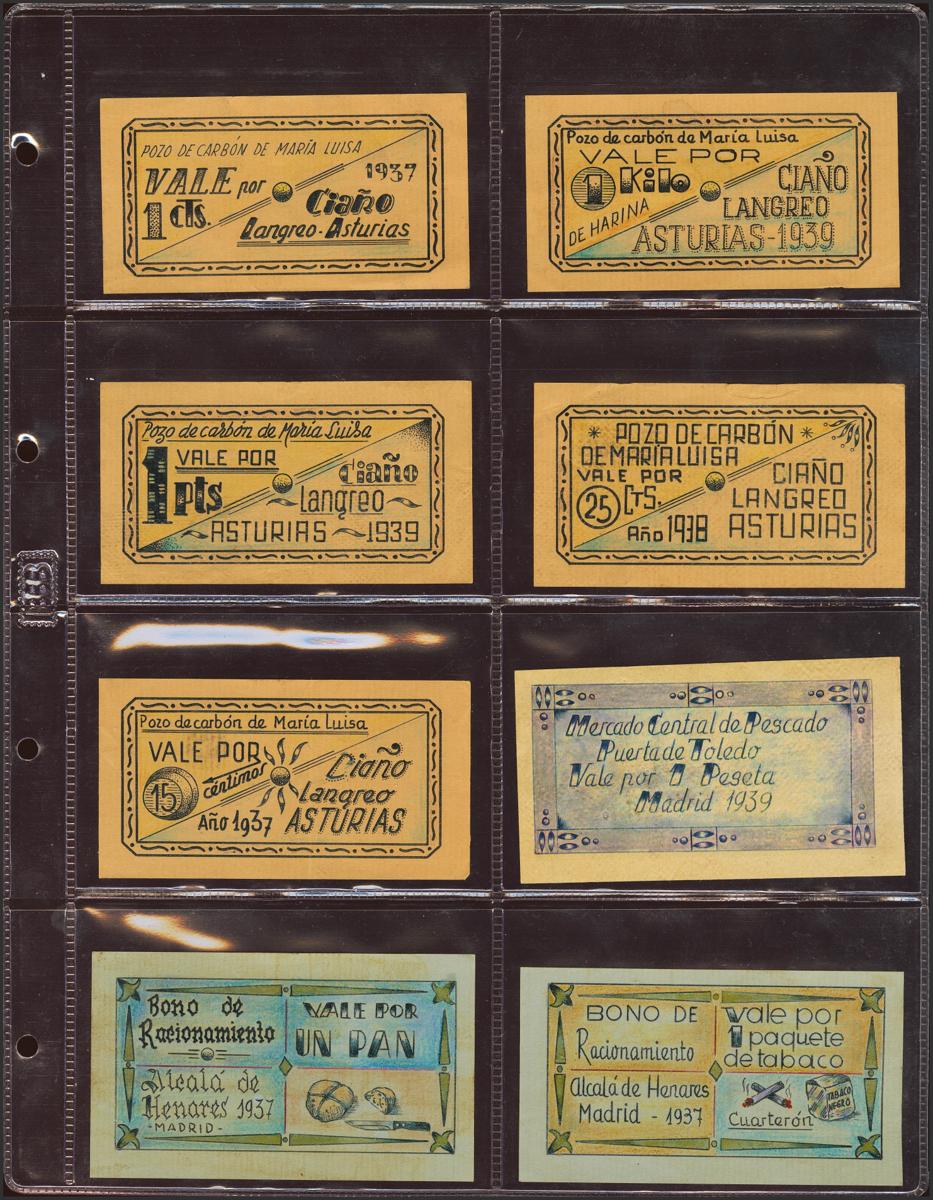 POZO DE CARBÓN DE MARÍA LUISA
VALE por
1 cts.
1937
Ciaño
Langreo-Asturias
Pozo de carbón de María Luisa
VALE POR
1 Kilo
DE HARINA
CIAÑO
LANGREO
ASTURIAS-1939
Pozo de carbón de María Luisa
VALE POR
1 pts
Ciaño
Langreo
ASTURIAS 1939
POZO DE CARBÓN
DE MARÍA LUISA
VALE POR
25 CTS.
Año 1938
CIAÑO
LANGREO
ASTURIAS
Pozo de carbón de María Luisa
VALE POR
15 céntimos
Año 1937
Ciaño
Langreo
ASTURIAS
Mercado Central de Pescado
Puerta de Toledo
Vale por 1 Peseta
Madrid 1939
Bono de
Racionamiento
VALE POR
UN PAN
Alcalá de
Henares 1937
-MADRID-
BONO DE
Racionamiento
vale por
1 paquete
de tabaco
Alcalá de Henares
Madrid - 1937
TABACO
NEGRO
Cuarterón